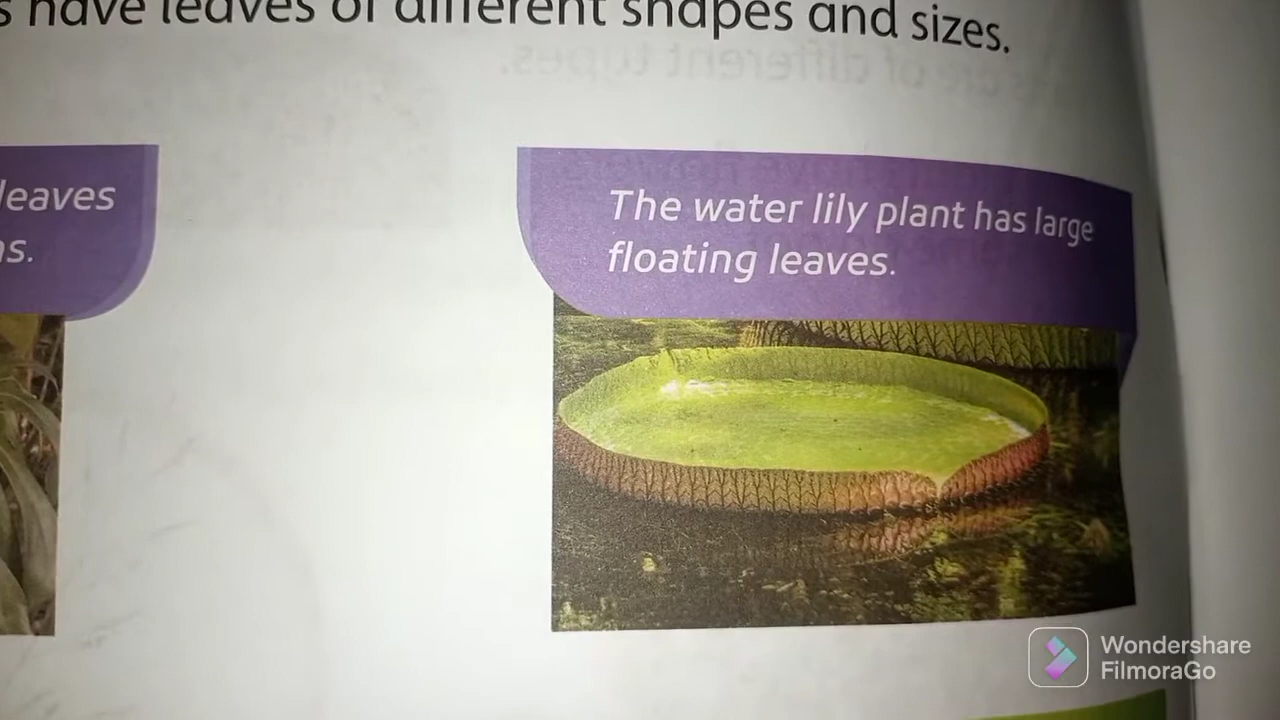 have leaves of different shapes and sizes.
leaves
The water lily plant has large
floating leaves.
Wondershare
FilmoraGo